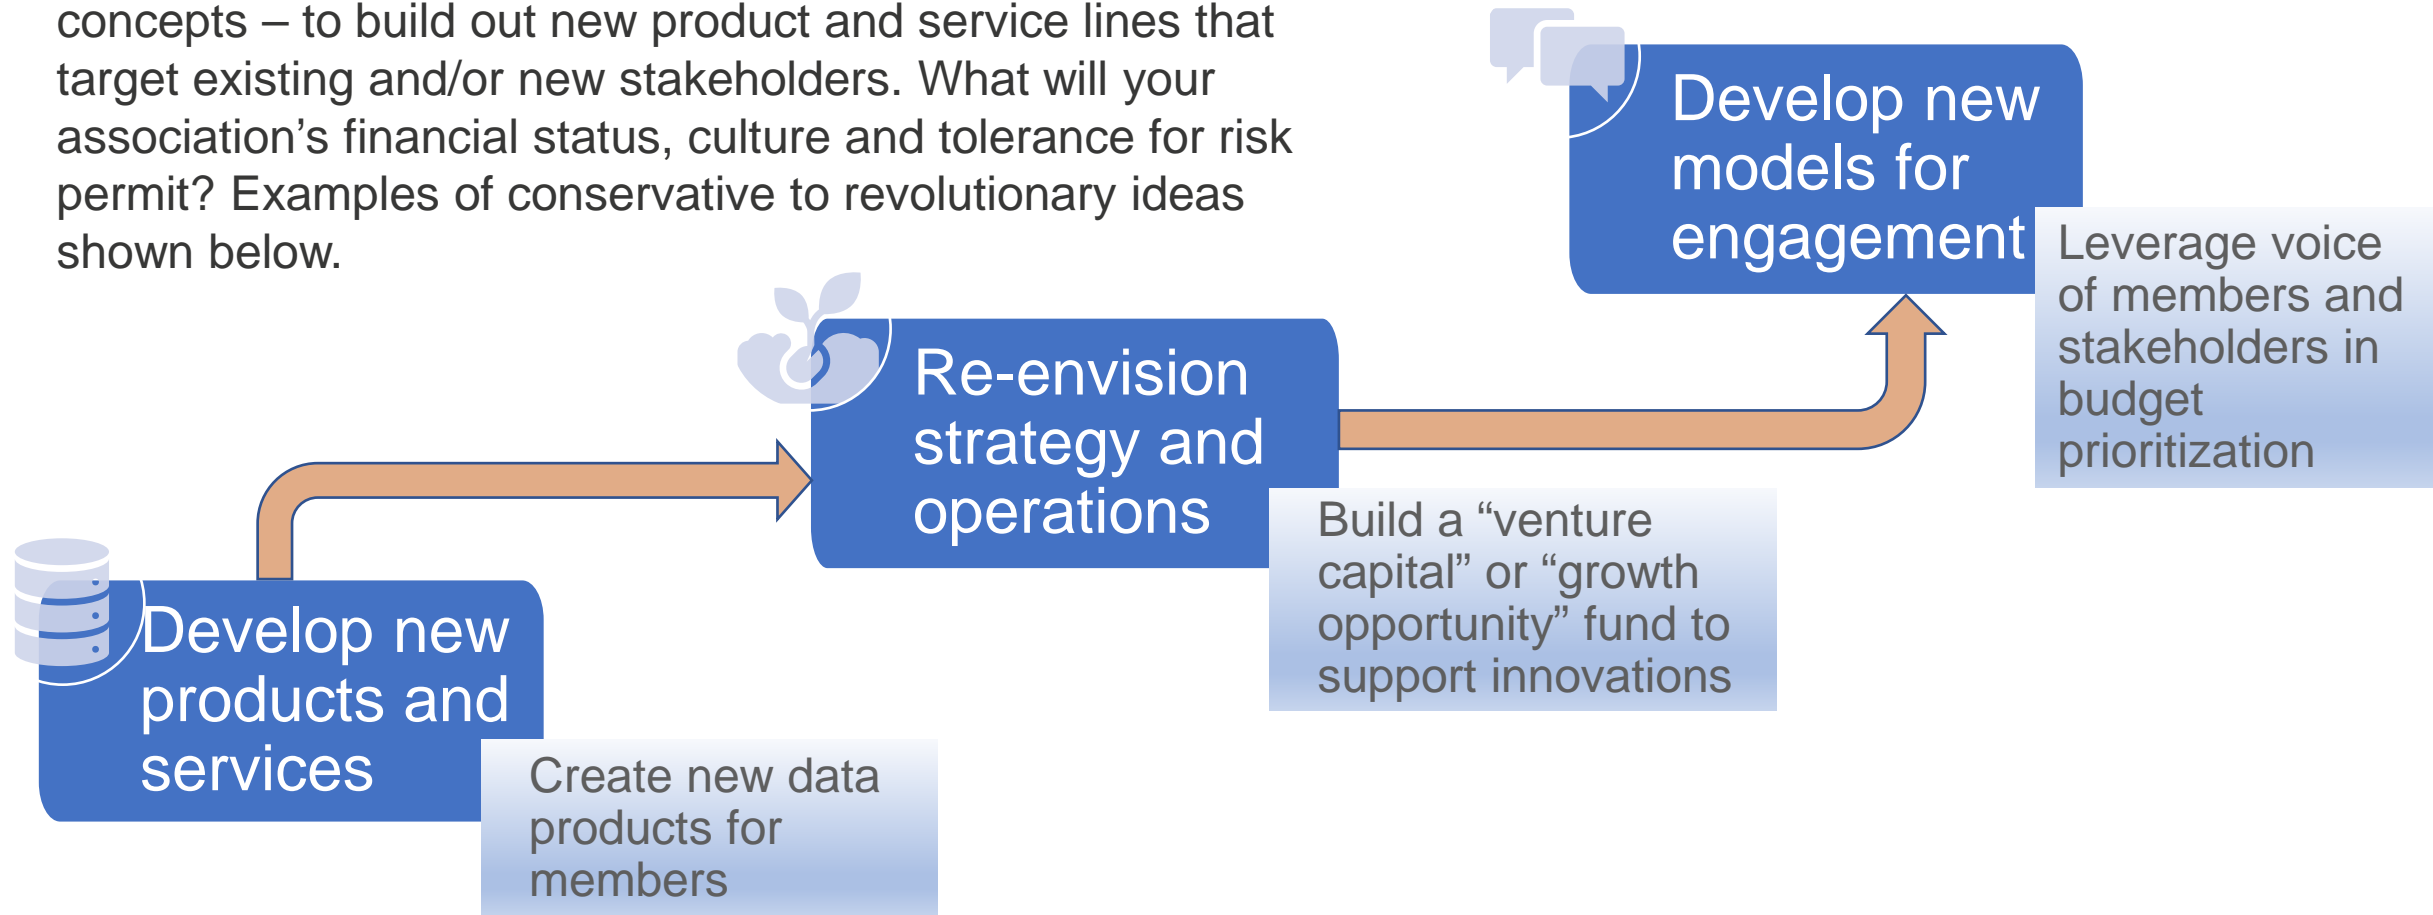 concepts – to build out new product and service lines that
target existing and/or new stakeholders. What will your
association’s financial status, culture and tolerance for risk
permit? Examples of conservative to revolutionary ideas
shown below.
Develop new
products and
services
Create new data
products for
members
Re-envision
strategy and
operations
Build a “venture
capital” or “growth
opportunity” fund to
support innovations
Develop new
models for
engagement
Leverage voice
of members and
stakeholders in
budget
prioritization